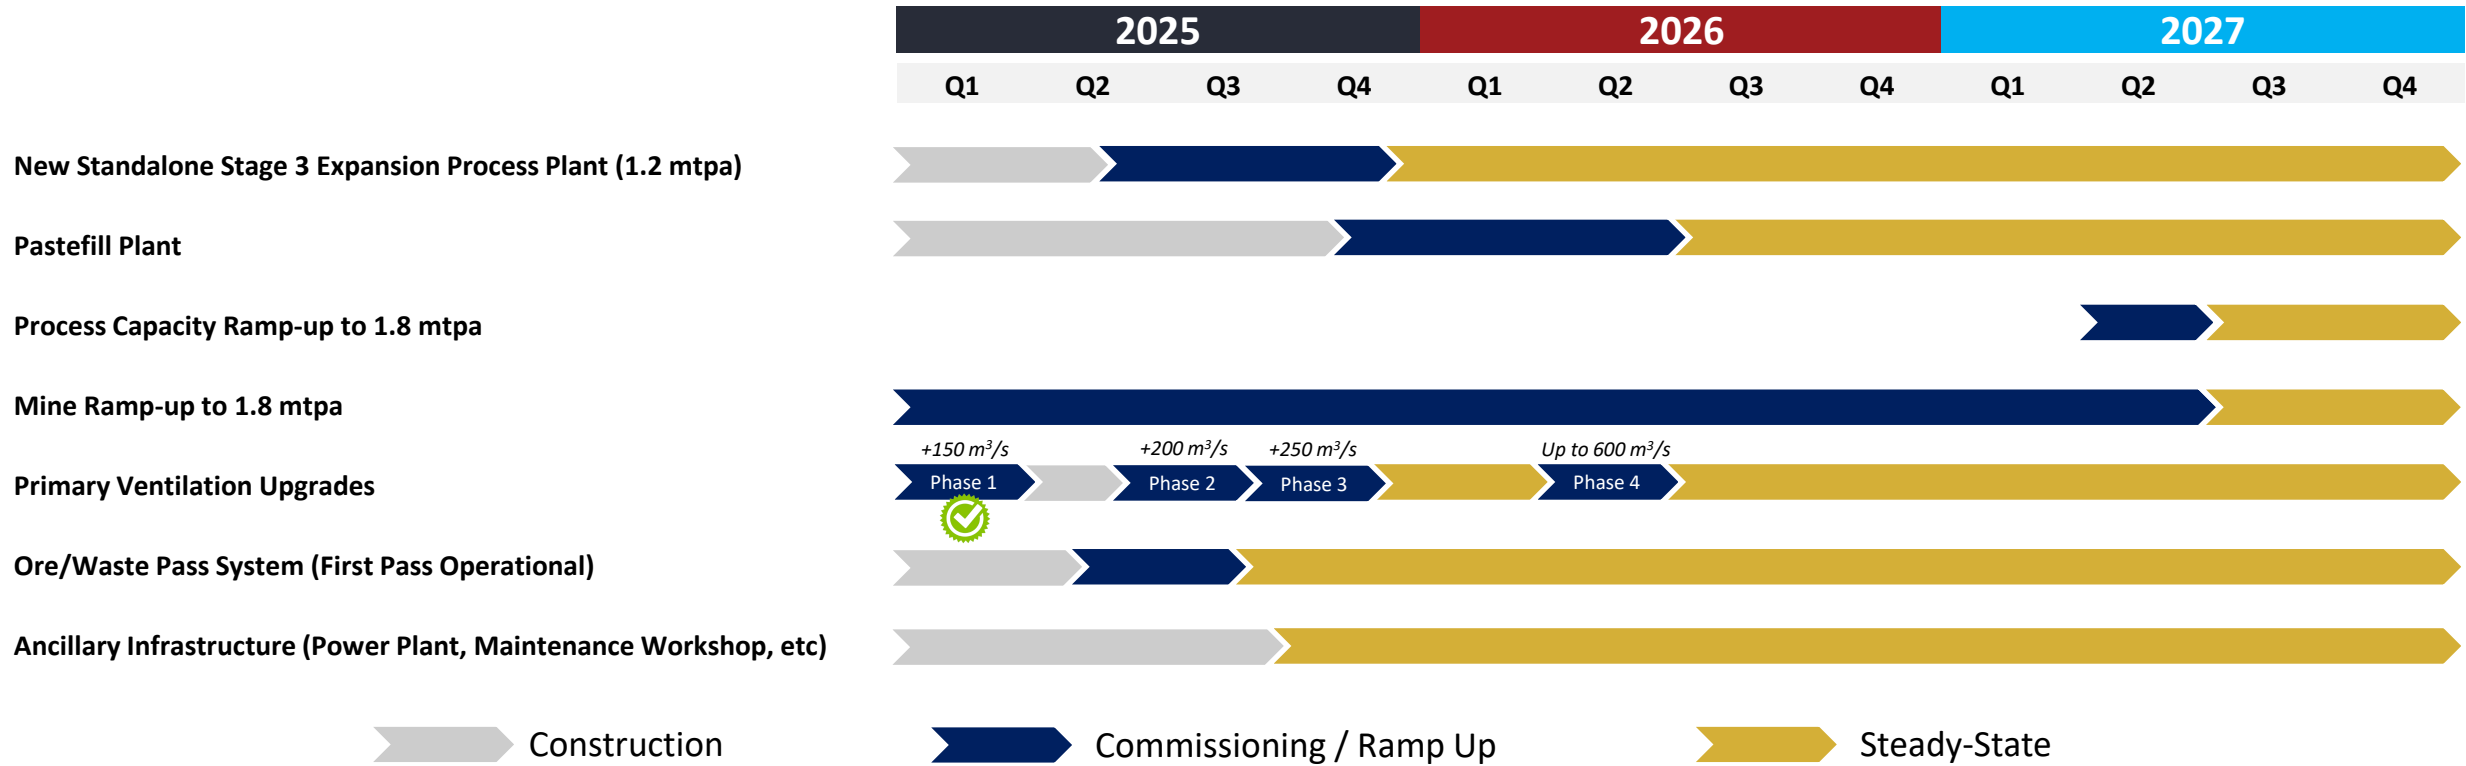 2025 2026 2027
Q1 Q2 Q3 Q4 Q1 Q2 Q3 Q4 Q1 Q2 Q3 Q4
New Standalone Stage 3 Expansion Process Plant (1.2 mtpa)
Pastefill Plant
Process Capacity Ramp-up to 1.8 mtpa
Mine Ramp-up to 1.8 mtpa
+150 m³/s +200 m³/s +250 m³/s Up to 600 m³/s
Primary Ventilation Upgrades Phase 1 Phase 2 Phase 3 Phase 4
Ore/Waste Pass System (First Pass Operational)
Ancillary Infrastructure (Power Plant, Maintenance Workshop, etc)
Construction Commissioning / Ramp Up Steady-State